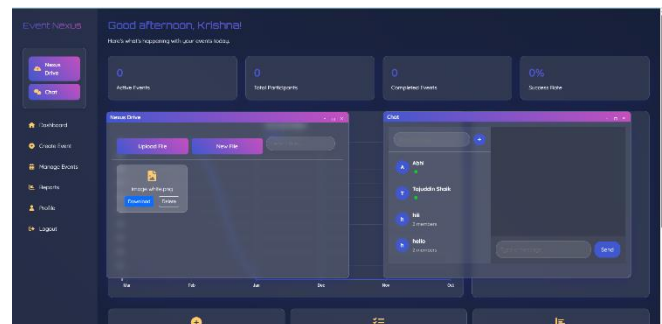 Event Nexus
Good afternoon, Krishna!
Here's what's happening with your events today.
Nexus
Drive
Chat
0
Active Events
0
Total Participants
0
Completed Events
0%
Success Rate
Dashboard
Create Event
Manage Events
Reports
Profile
Logout
Nexus Drive
Upload File
New File
image white.png
Download
Delete
Chat
+
A
Abhi
T
Tajuddin Shaik
h
hii
2 members
h
hello
2 members
Send
Mar
Feb
Jan
Dec
Nov
Oct